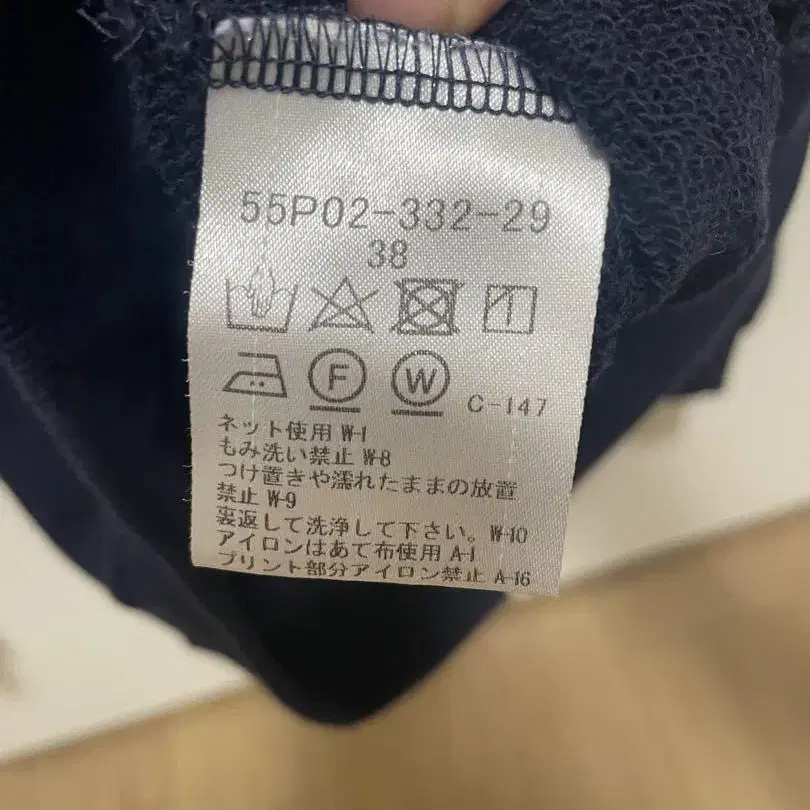 55P02-332-29
38
F W C-147
ネット使用 W-1
もみ洗い禁止 W-8
つけ置きや濡れたままの放置
禁止 W-9
裏返して洗浄して下さい。W-10
アイロンはあて布使用 A-1
プリント部分アイロン禁止 A-16